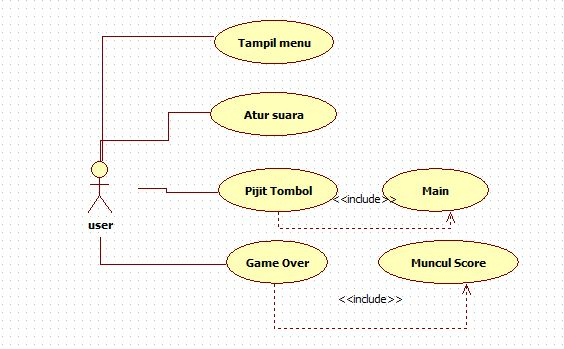 Tampil menu
Atur suara
Pijit Tombol
<<include>>
Main
user
Game Over
Muncul Score
<<include>>